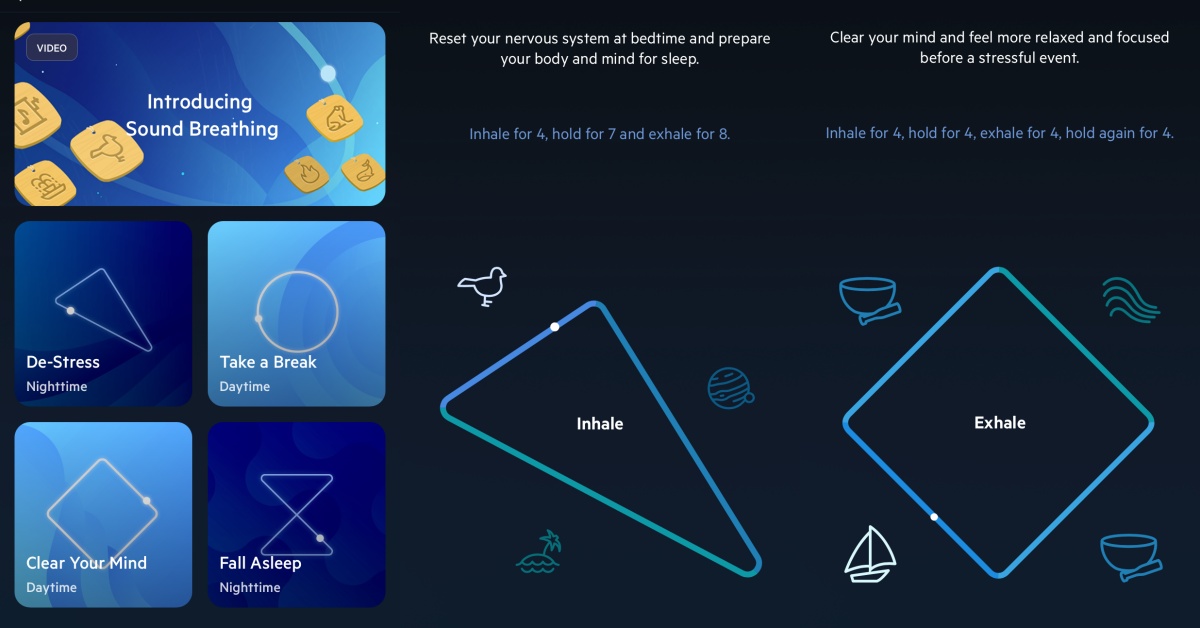 VIDEO
Introducing
Sound Breathing
De-Stress
Nighttime
Take a Break
Daytime
Clear Your Mind
Daytime
Fall Asleep
Nighttime
Reset your nervous system at bedtime and prepare
your body and mind for sleep.
Inhale for 4, hold for 7 and exhale for 8.
Inhale
Clear your mind and feel more relaxed and focused
before a stressful event.
Inhale for 4, hold for 4, exhale for 4, hold again for 4.
Exhale